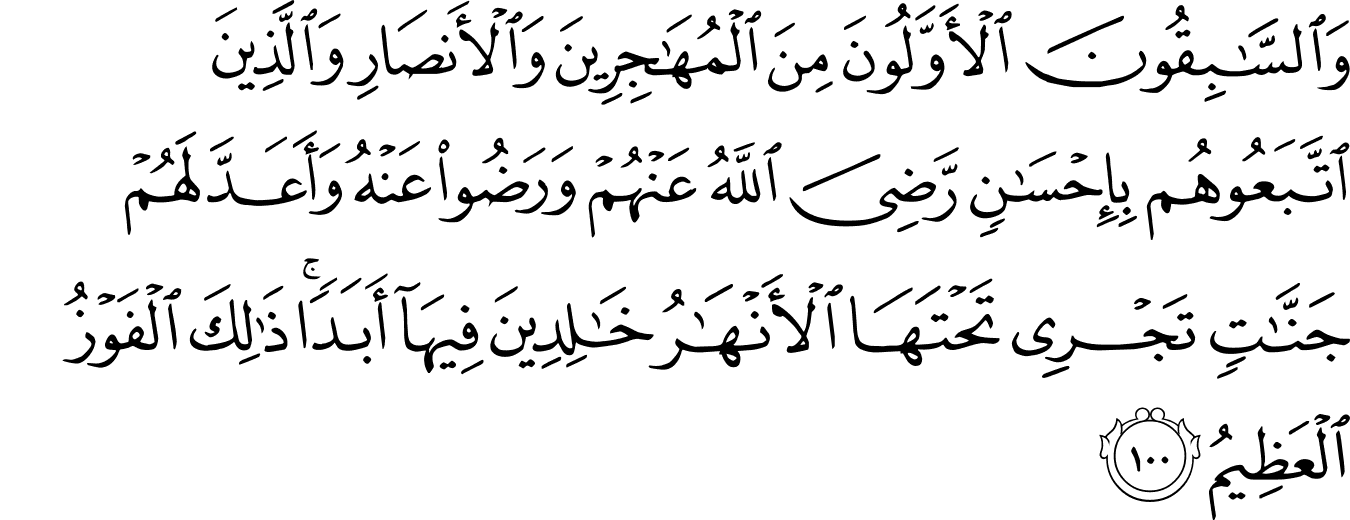 وَٱلسَّـٰبِقُونَ ٱلْأَوَّلُونَ مِنَ ٱلْمُهَـٰجِرِينَ وَٱلْأَنصَارِ وَٱلَّذِينَ
ٱتَّبَعُوهُم بِإِحْسَـٰنٍ رَّضِىَ ٱللَّهُ عَنْهُمْ وَرَضُوا۟ عَنْهُ وَأَعَدَّ لَهُمْ
جَنَّـٰتٍ تَجْرِى تَحْتَهَا ٱلْأَنْهَـٰرُ خَـٰلِدِينَ فِيهَآ أَبَدًا ۚ ذَٰلِكَ ٱلْفَوْزُ
ٱلْعَظِيمُ ١٠٠